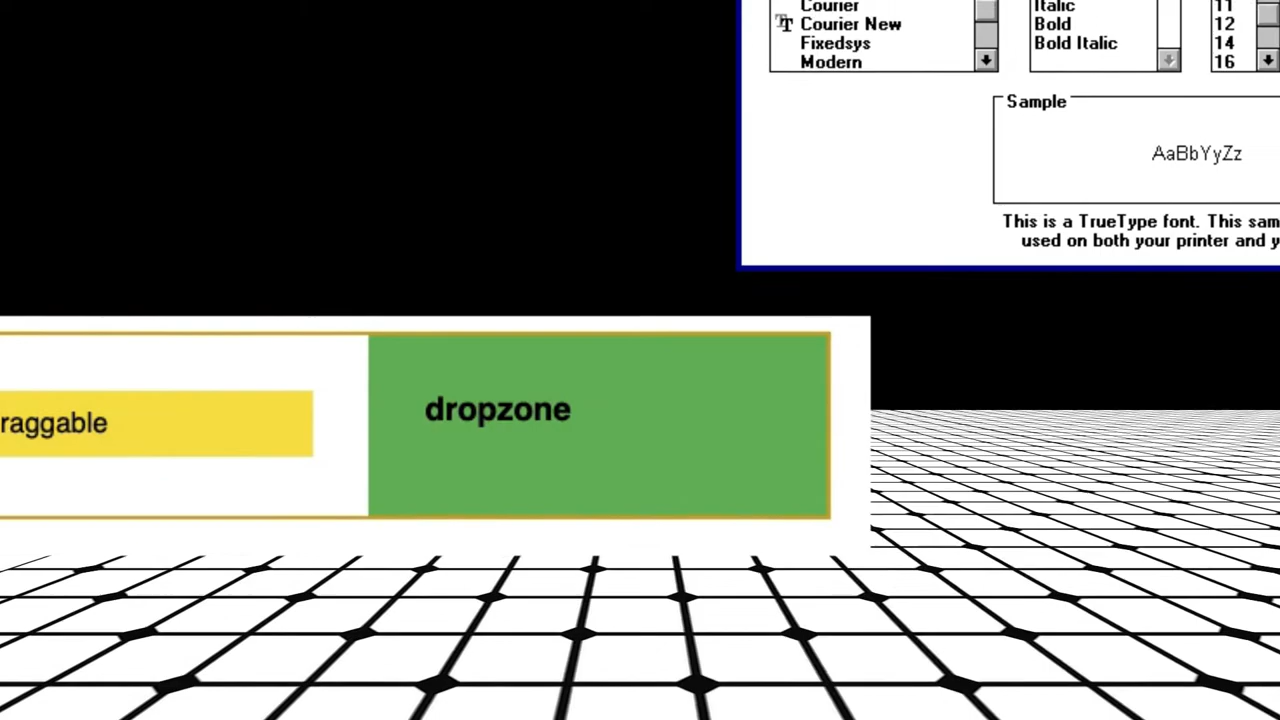 Courier
Courier New
Fixedsys
Modern
Italic
Bold
Bold Italic
11
12
14
16
Sample
AaBbYyZz
This is a TrueType font. This sam
used on both your printer and y
raggable
dropzone